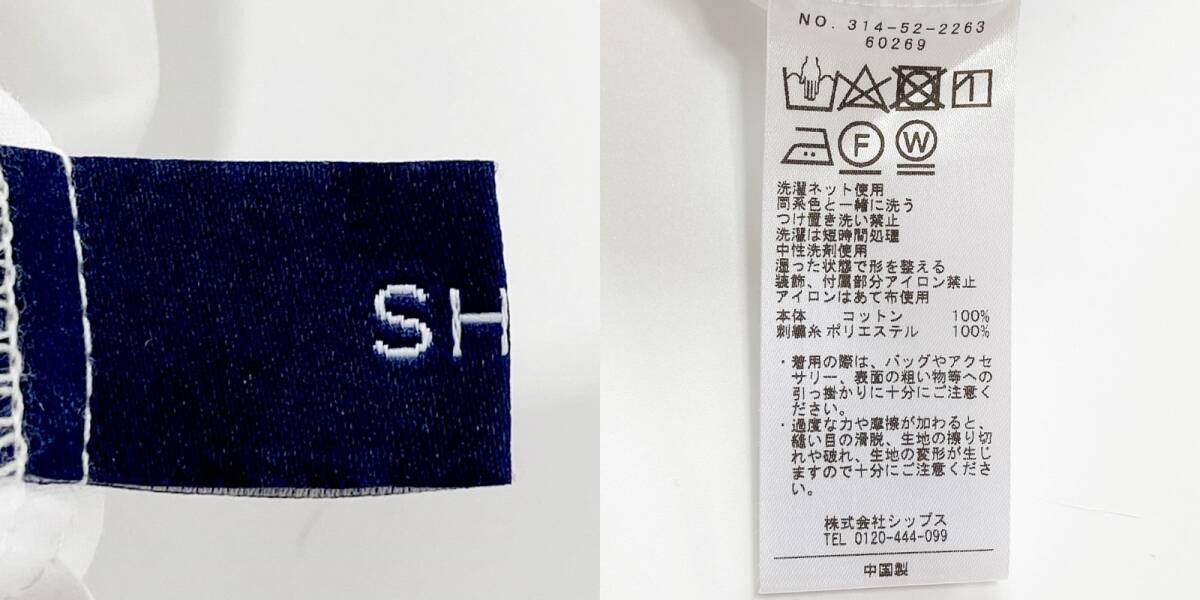 SH
NO. 314-52-2263
60269
F
W
洗濯ネット使用
同系色と一緒に洗う
つけ置き洗い禁止
洗濯は短時間処理
中性洗剤使用
湿った状態で形を整える
装飾、付属部分アイロン禁止
アイロンはあて布使用
本体 コットン 100%
刺繍糸 ポリエステル 100%
・着用の際は、バッグやアクセ
サリー、表面の粗い物等への
引っ掛かりに十分にご注意く
ださい。
・過度な力や摩擦が加わると、
縫い目の滑脱、生地の擦り切
れや破れ、生地の変形が生じ
ますので十分にご注意くださ
い。
株式会社シップス
TEL 0120-444-099
中国製